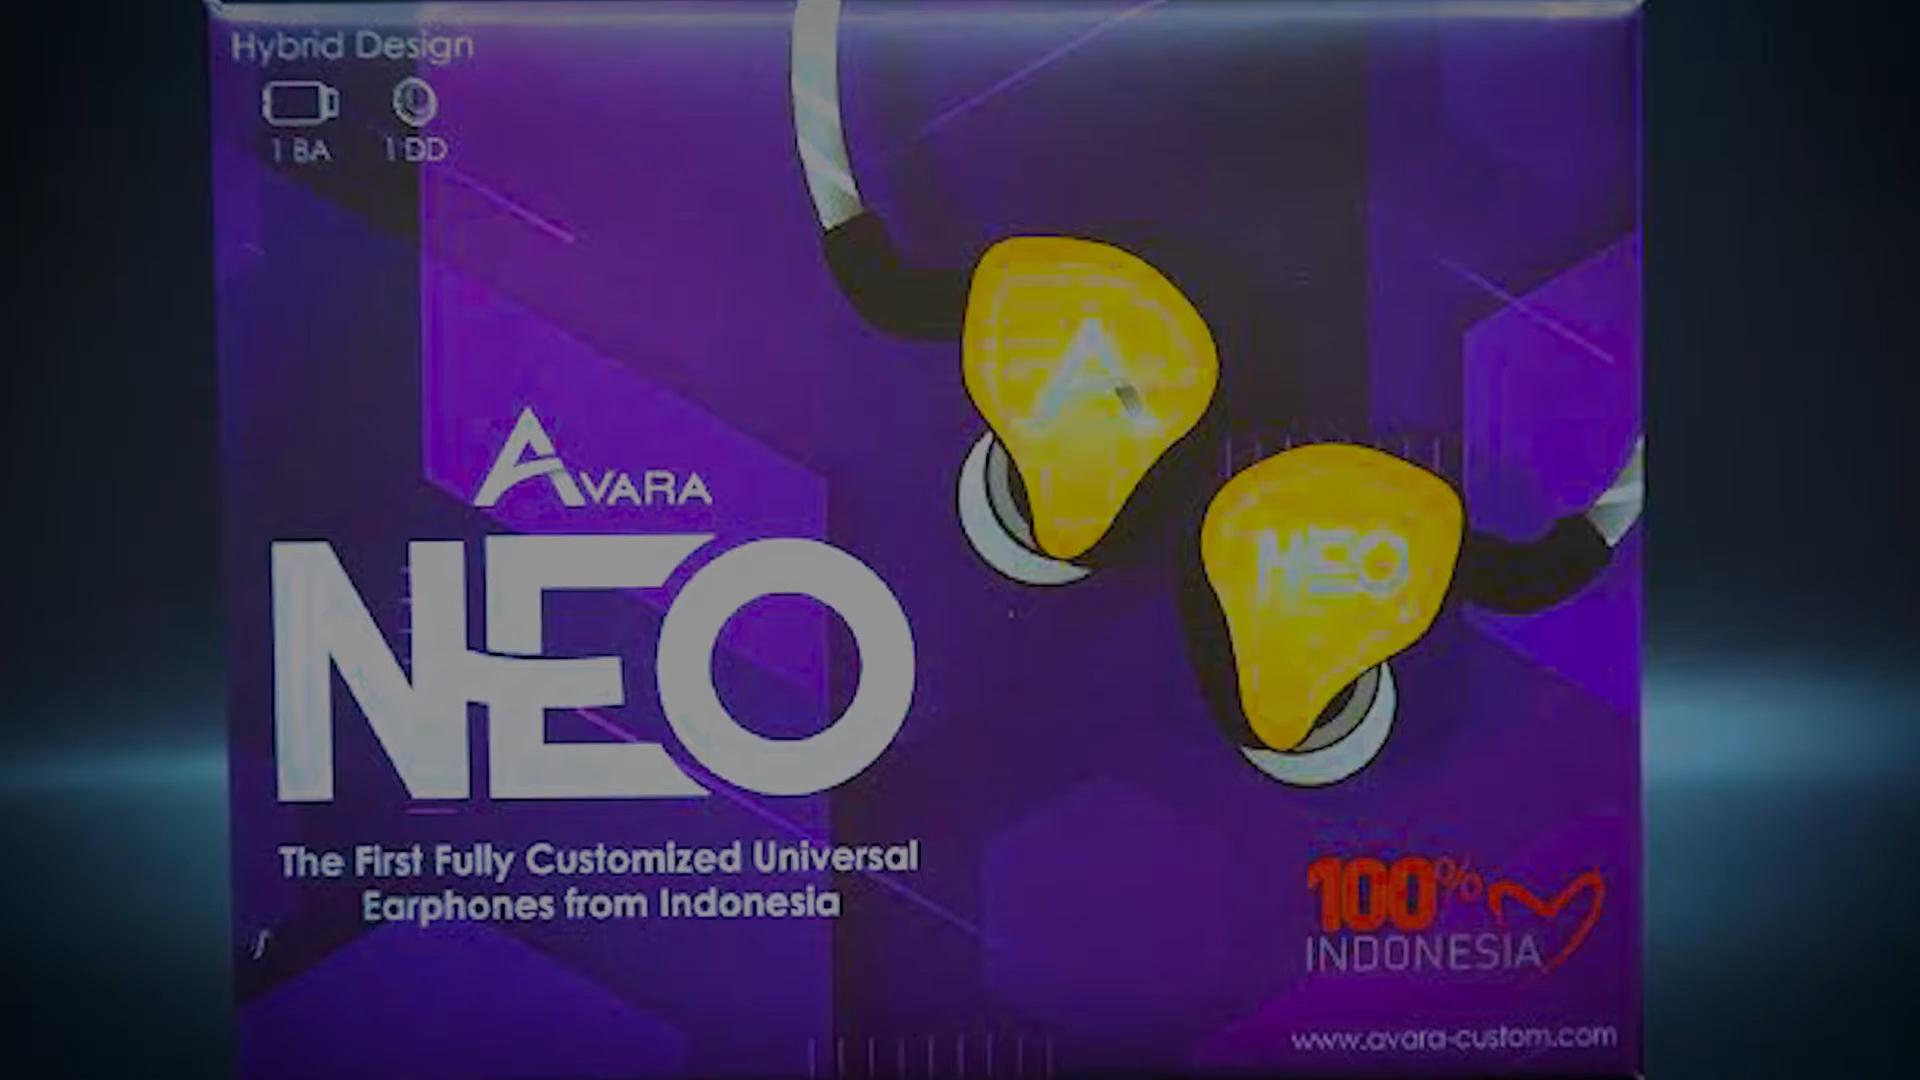 Hybrid Design
1 BA 1 DD
AVARA
NEO
The First Fully Customized Universal
Earphones from Indonesia
A
NEO
100%
INDONESIA
www.avara-custom.com